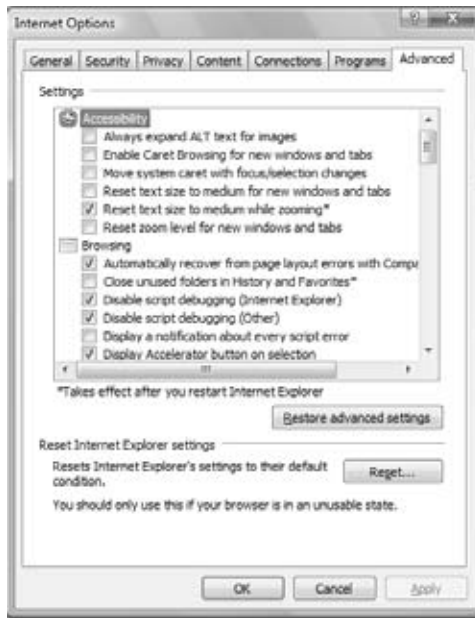 Internet Options
General Security Privacy Content Connections Programs Advanced
Settings
Accessibility
Always expand ALT text for images
Enable Caret Browsing for new windows and tabs
Move system caret with focus/selection changes
Reset text size to medium for new windows and tabs
Reset text size to medium while zooming*
Reset zoom level for new windows and tabs
Browsing
Automatically recover from page layout errors with Compa
Close unused folders in History and Favorites*
Disable script debugging (Internet Explorer)
Disable script debugging (Other)
Display a notification about every script error
Display Accelerator button on selection
*Takes effect after you restart Internet Explorer
Restore advanced settings
Reset Internet Explorer settings
Resets Internet Explorer's settings to their default
condition.
Reset...
You should only use this if your browser is in an unusable state.
OK Cancel Apply